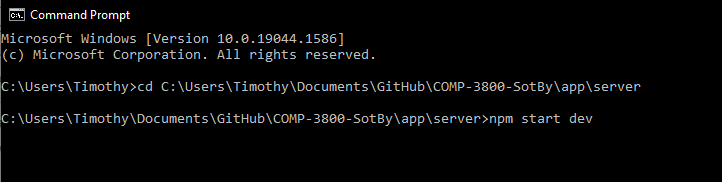 Command Prompt
Microsoft Windows [Version 10.0.19044.1586]
(c) Microsoft Corporation. All rights reserved.
C:\Users\Timothy>cd C:\Users\Timothy\Documents\GitHub\COMP-3800-SotBy\app\server
C:\Users\Timothy\Documents\GitHub\COMP-3800-SotBy\app\server>npm start dev